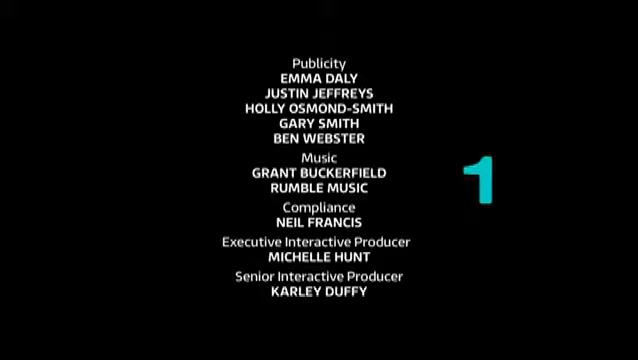 Publicity
EMMA DALY
JUSTIN JEFFREYS
HOLLY OSMOND-SMITH
GARY SMITH
BEN WEBSTER
Music
GRANT BUCKERFIELD
RUMBLE MUSIC
Compliance
NEIL FRANCIS
Executive Interactive Producer
MICHELLE HUNT
Senior Interactive Producer
KARLEY DUFFY
1